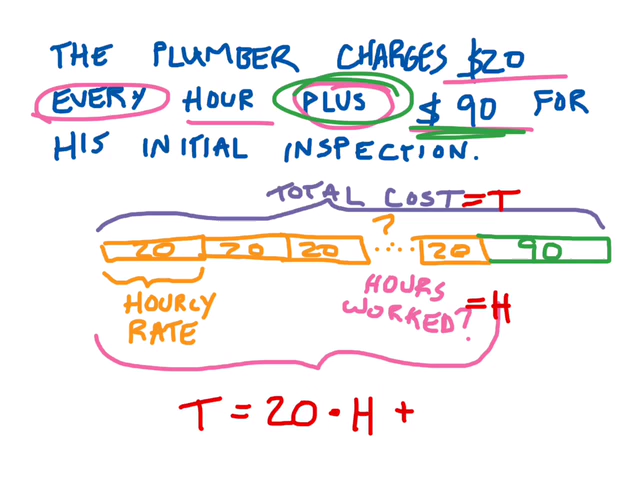 THE PLUMBER CHARGES $20
EVERY HOUR PLUS $ 90 FOR
HIS INITIAL INSPECTION.
TOTAL COST = T
?
20 20 20 .... 20 90
HOURLY
RATE
HOURS
WORKED? = H
T = 20 · H +